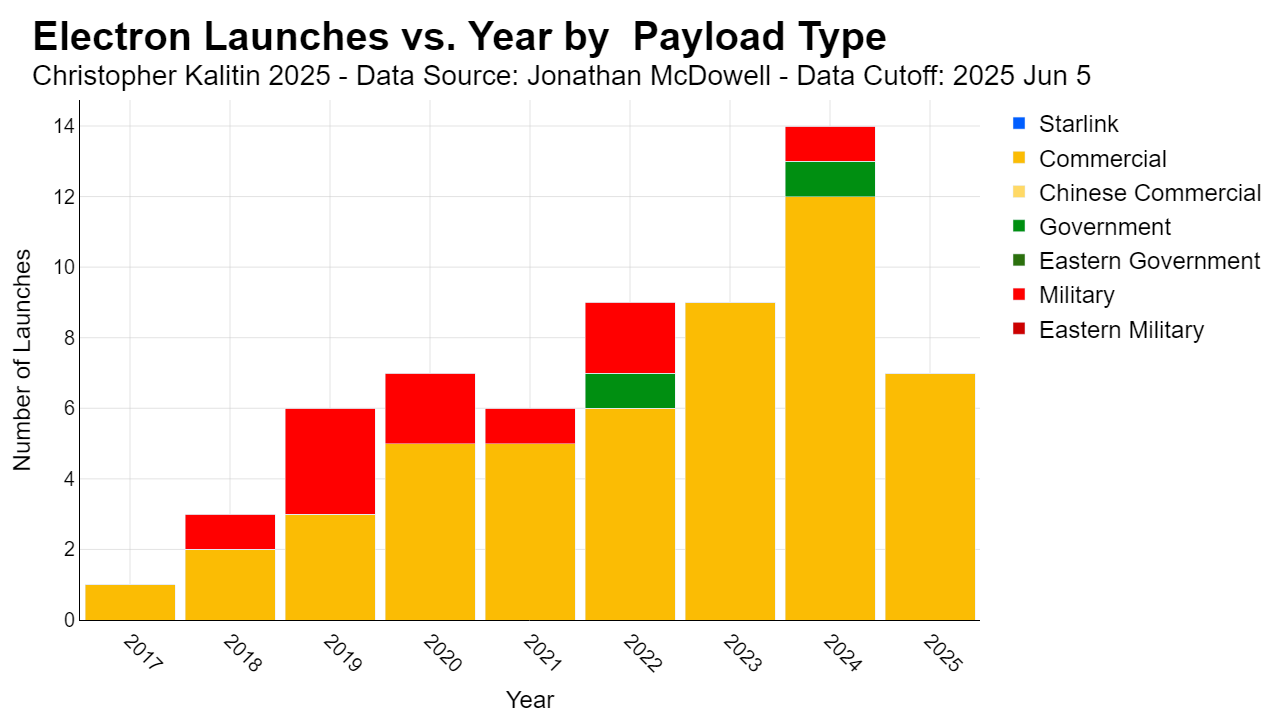 Electron Launches vs. Year by  Payload Type
Christopher Kalitin 2025 - Data Source: Jonathan McDowell - Data Cutoff: 2025 Jun 5
Number of Launches
14
12
10
8
6
4
2
0
2017
2018
2019
2020
2021
2022
2023
2024
2025
Year
Starlink
Commercial
Chinese Commercial
Government
Eastern Government
Military
Eastern Military